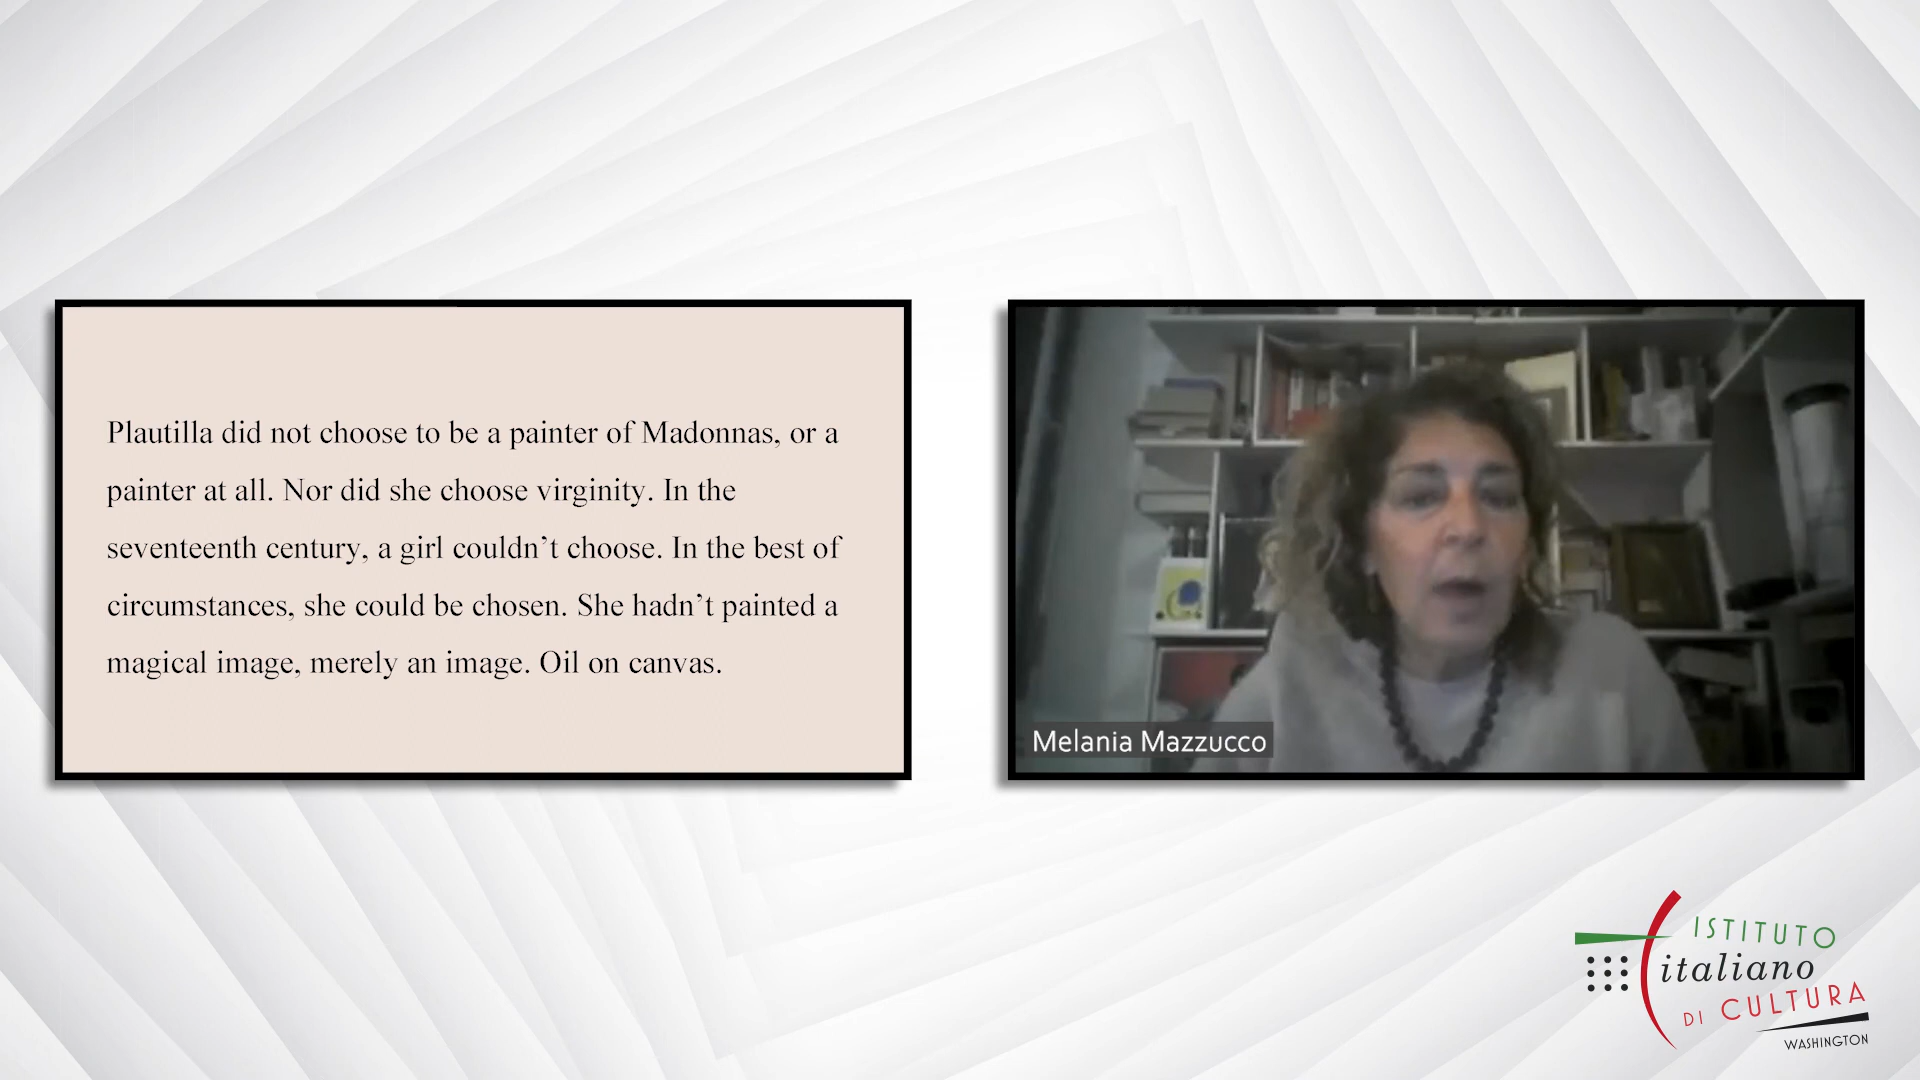 Plautilla did not choose to be a painter of Madonnas, or a
painter at all. Nor did she choose virginity. In the
seventeenth century, a girl couldn’t choose. In the best of
circumstances, she could be chosen. She hadn’t painted a
magical image, merely an image. Oil on canvas.
Melania Mazzucco
ISTITUTO
italiano
DI CULTURA
WASHINGTON